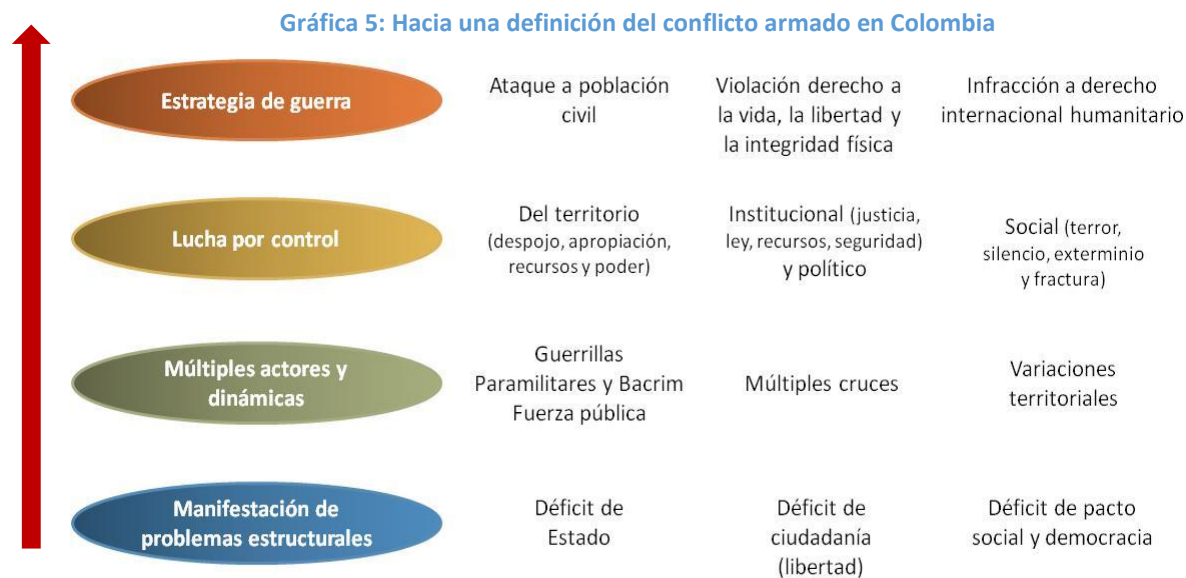 Gráfica 5: Hacia una definición del conflicto armado en Colombia
Estrategia de guerra
Ataque a población
civil
Violación derecho a
la vida, la libertad y
la integridad física
Infracción a derecho
internacional humanitario
Lucha por control
Del territorio
(despojo, apropiación,
recursos y poder)
Institucional (justicia,
ley, recursos, seguridad)
y político
Social (terror,
silencio, exterminio
y fractura)
Múltiples actores y
dinámicas
Guerrillas
Paramilitares y Bacrim
Fuerza pública
Múltiples cruces
Variaciones
territoriales
Manifestación de
problemas estructurales
Déficit de
Estado
Déficit de
ciudadanía
(libertad)
Déficit de pacto
social y democracia